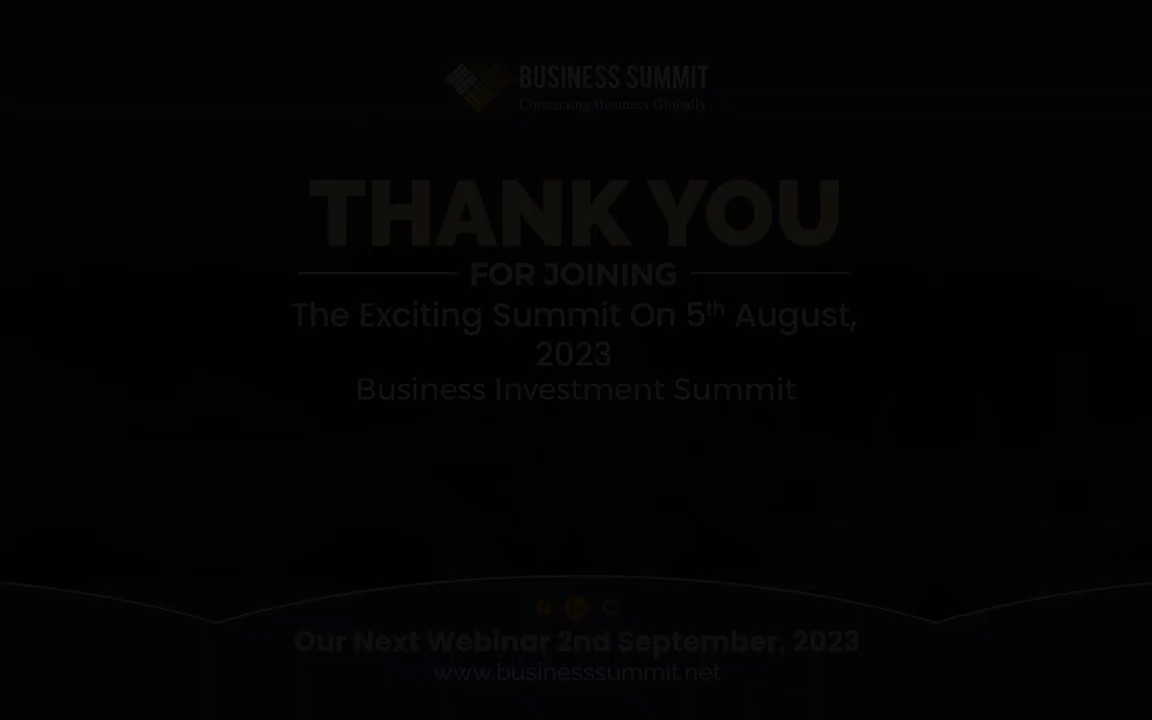 BUSINESS SUMMIT
Connecting Business Globally
THANK YOU
FOR JOINING
The Exciting Summit On 5th August,
2023
Business Investment Summit
Our Next Webinar 2nd September, 2023
www.businesssummit.net